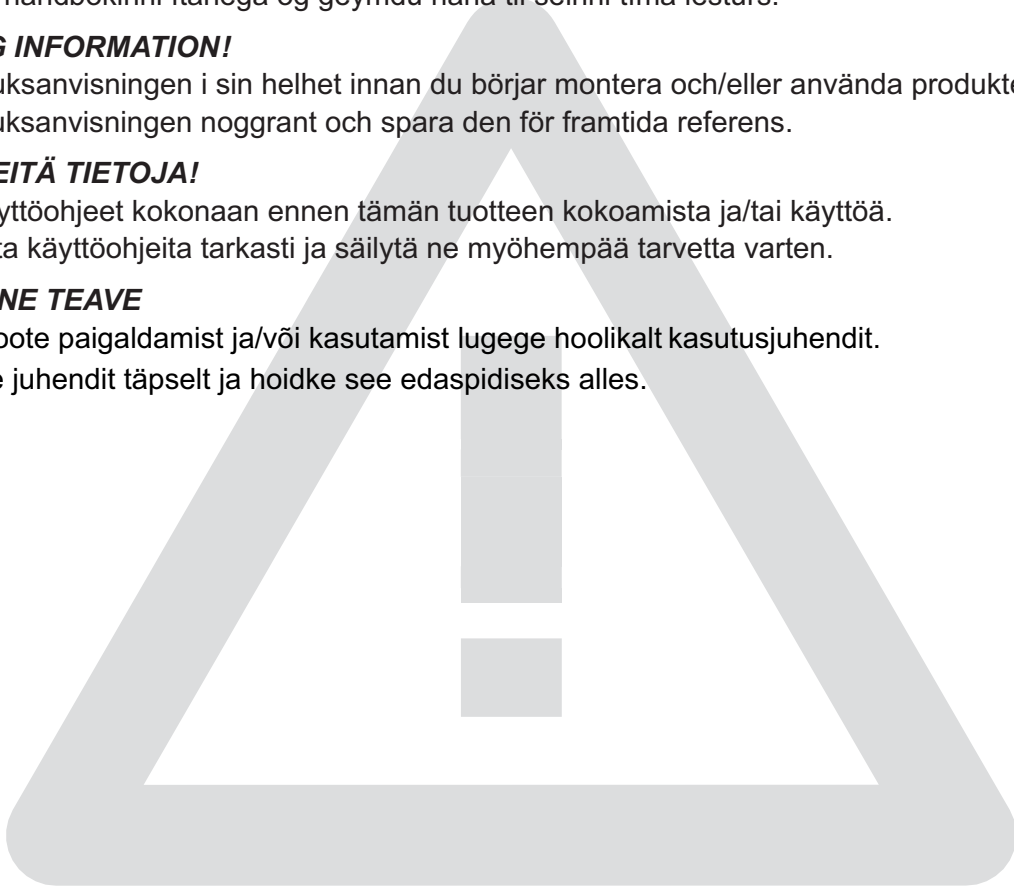 handbókinni ítarlega og geymdu hana til seinni tíma lesturs.
G INFORMATION!
uksanvisningen i sin helhet innan du börjar montera och/eller använda produkte
uksanvisningen noggrant och spara den för framtida referens.
EITÄ TIETOJA!
yttöohjeet kokonaan ennen tämän tuotteen kokoamista ja/tai käyttöä.
ta käyttöohjeita tarkasti ja säilytä ne myöhempää tarvetta varten.
NE TEAVE
oote paigaldamist ja/või kasutamist lugege hoolikalt kasutusjuhendit.
e juhendit täpselt ja hoidke see edaspidiseks alles.